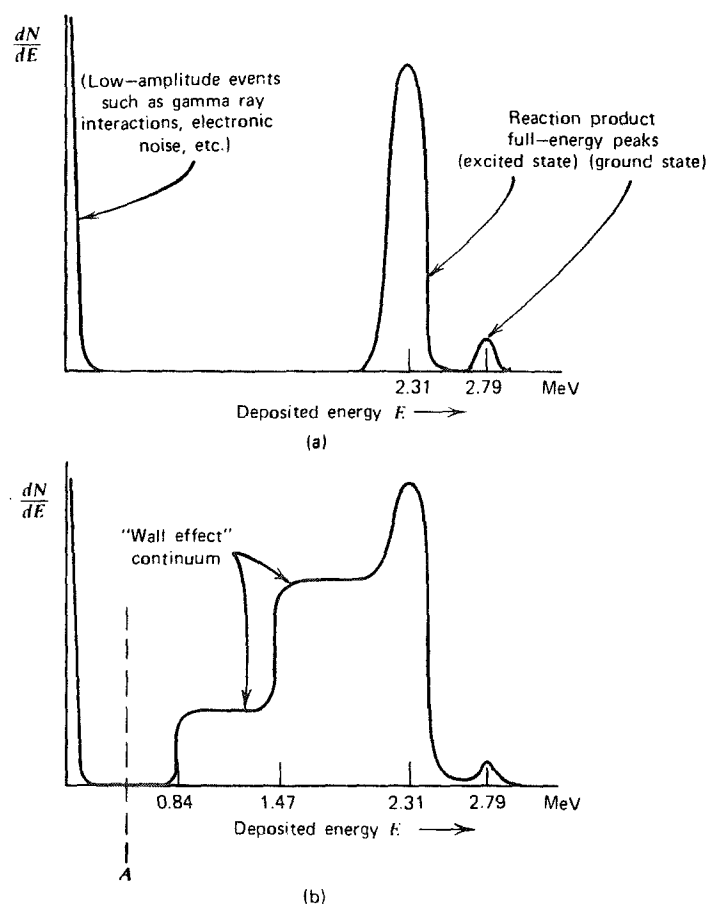 dN
dE
(Low-amplitude events
such as gamma ray
interactions, electronic
noise, etc.)
Reaction product
full-energy peaks
(excited state) (ground state)
2.31
2.79
MeV
Deposited energy E
(a)
dN
dE
"Wall effect"
continuum
0.84
1.47
2.31
2.79
MeV
Deposited energy E
A
(b)